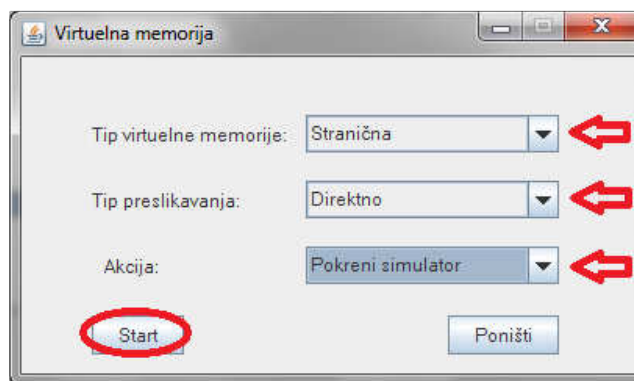 Virtuelna memorija
Tip virtuelne memorije: Stranična
Tip preslikavanja: Direktno
Akcija: Pokreni simulator
Start Poništi